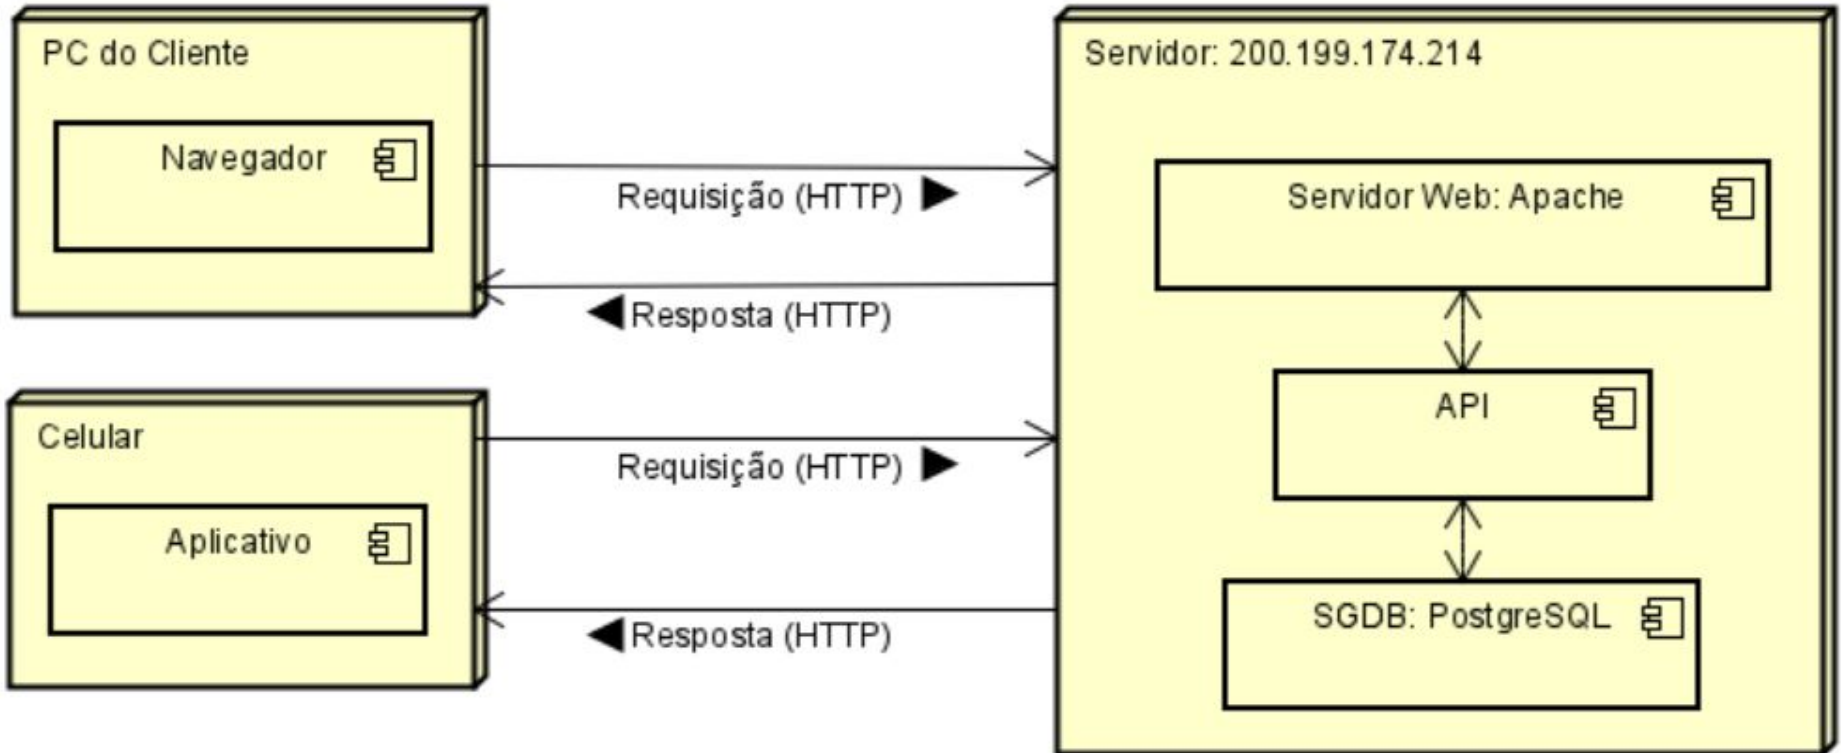 PC do Cliente
Navegador
Requisição (HTTP)
Resposta (HTTP)
Celular
Aplicativo
Requisição (HTTP)
Resposta (HTTP)
Servidor: 200.199.174.214
Servidor Web: Apache
API
SGDB: PostgreSQL